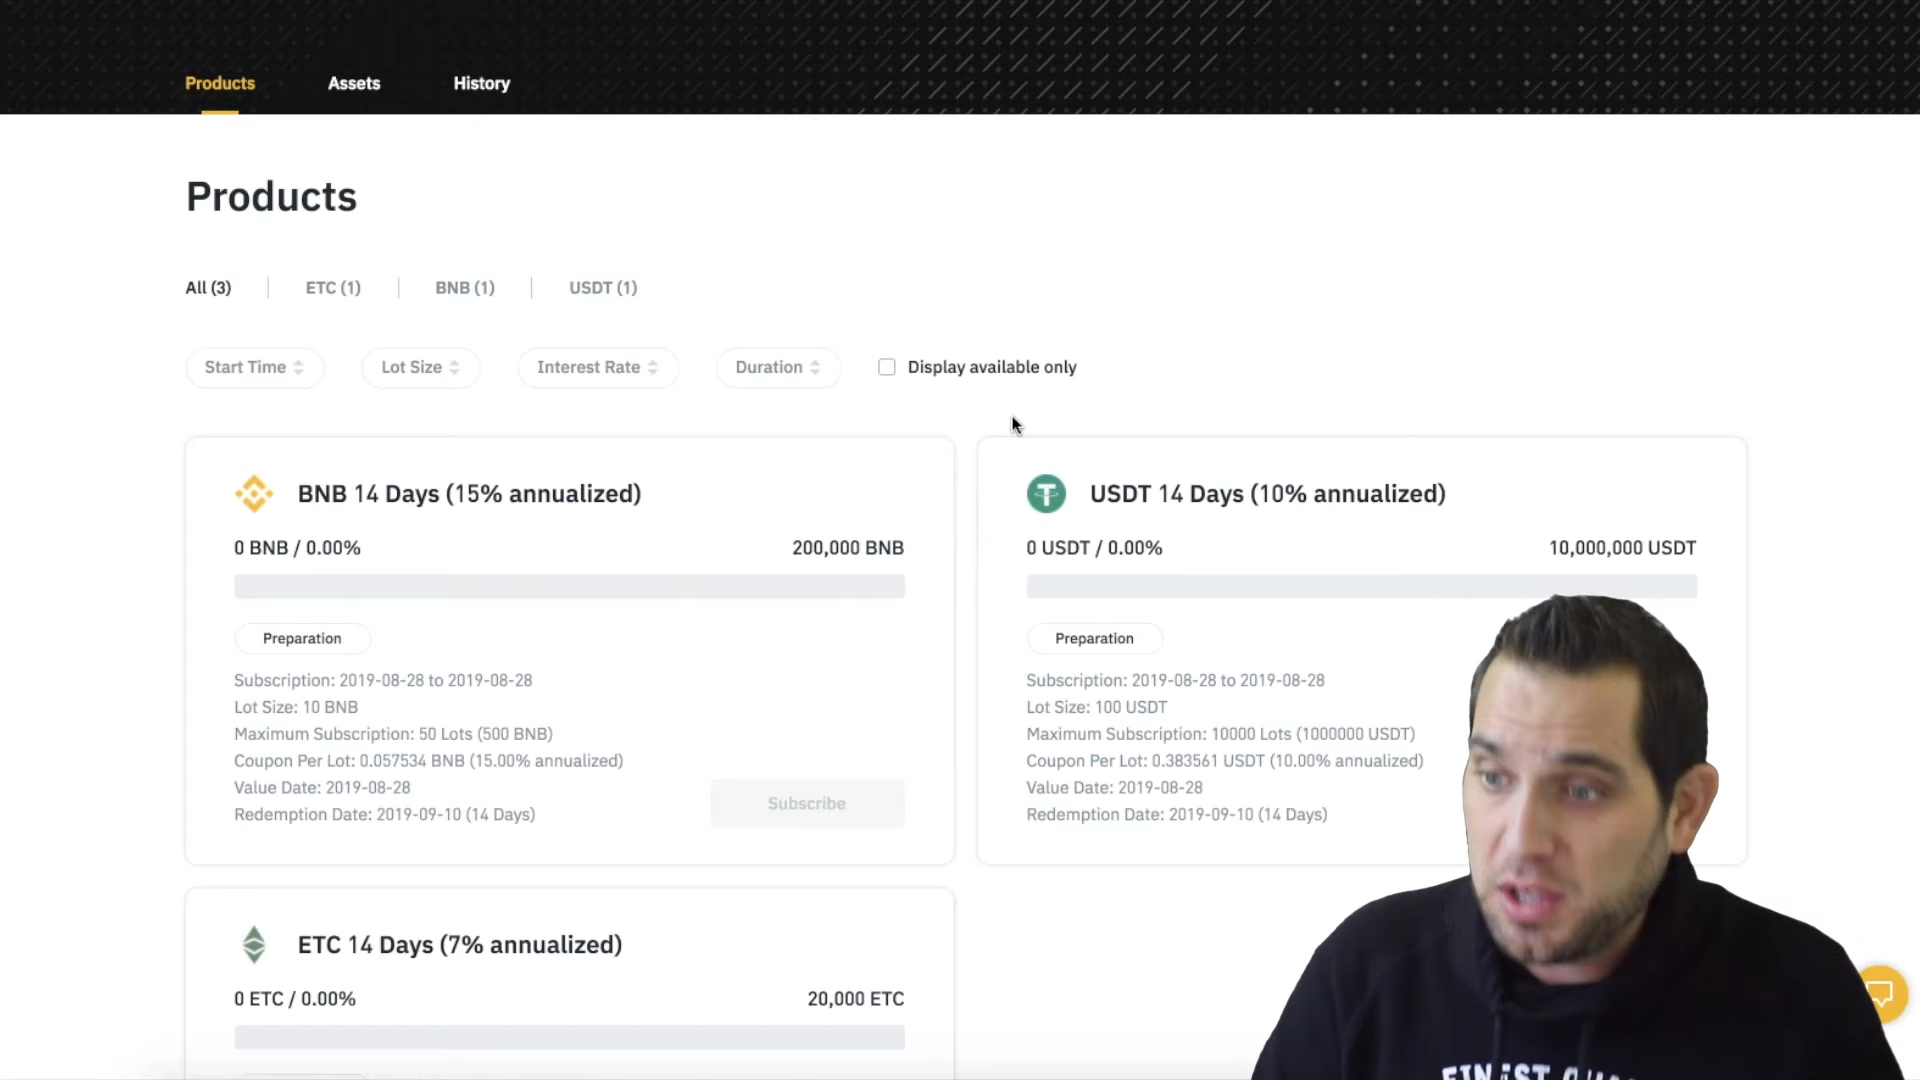 Products Assets History
Products
All (3) ETC (1) BNB (1) USDT (1)
Start Time Lot Size Interest Rate Duration Display available only
BNB 14 Days (15% annualized)
0 BNB / 0.00% 200,000 BNB
Preparation
Subscription: 2019-08-28 to 2019-08-28
Lot Size: 10 BNB
Maximum Subscription: 50 Lots (500 BNB)
Coupon Per Lot: 0.057534 BNB (15.00% annualized)
Value Date: 2019-08-28
Redemption Date: 2019-09-10 (14 Days)
Subscribe
USDT 14 Days (10% annualized)
0 USDT / 0.00% 10,000,000 USDT
Preparation
Subscription: 2019-08-28 to 2019-08-28
Lot Size: 100 USDT
Maximum Subscription: 10000 Lots (1000000 USDT)
Coupon Per Lot: 0.383561 USDT (10.00% annualized)
Value Date: 2019-08-28
Redemption Date: 2019-09-10 (14 Days)
ETC 14 Days (7% annualized)
0 ETC / 0.00% 20,000 ETC
FINEST